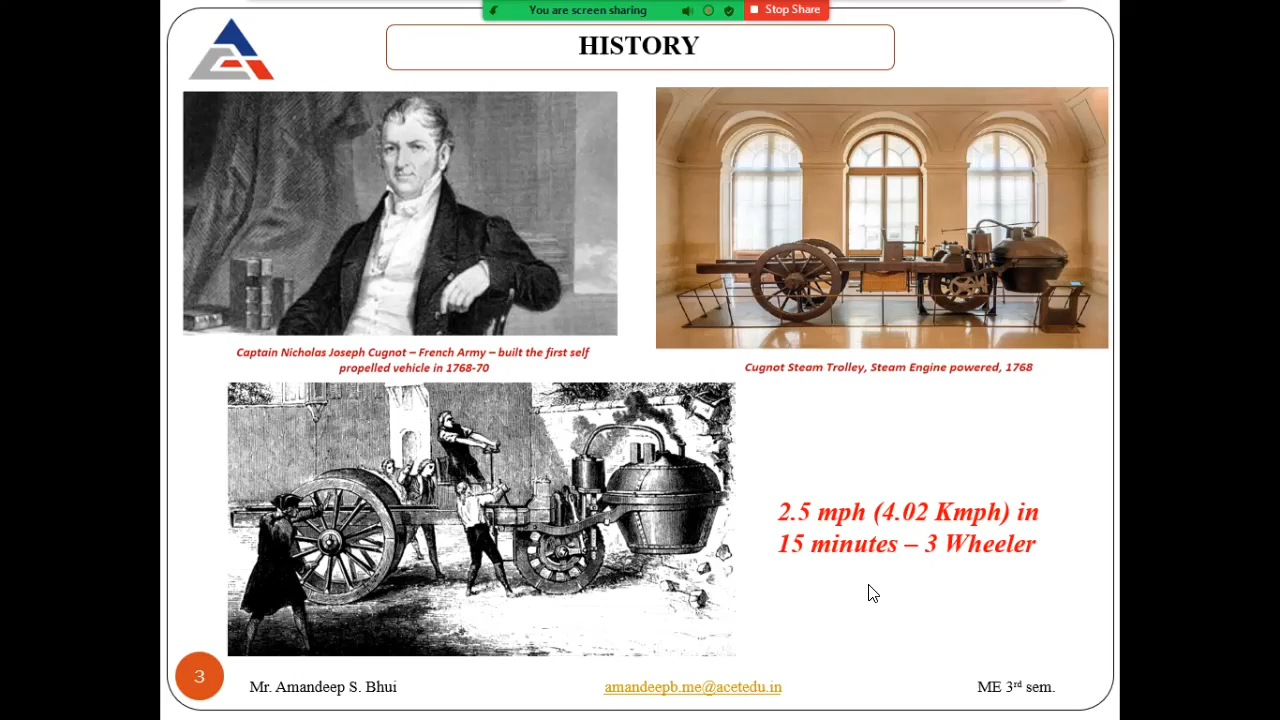 You are screen sharing
Stop Share
HISTORY
Captain Nicholas Joseph Cugnot – French Army – built the first self
propelled vehicle in 1768-70
Cugnot Steam Trolley, Steam Engine powered, 1768
2.5 mph (4.02 Kmph) in
15 minutes – 3 Wheeler
3
Mr. Amandeep S. Bhui
amandeepb.me@acetedu.in
ME 3rd sem.